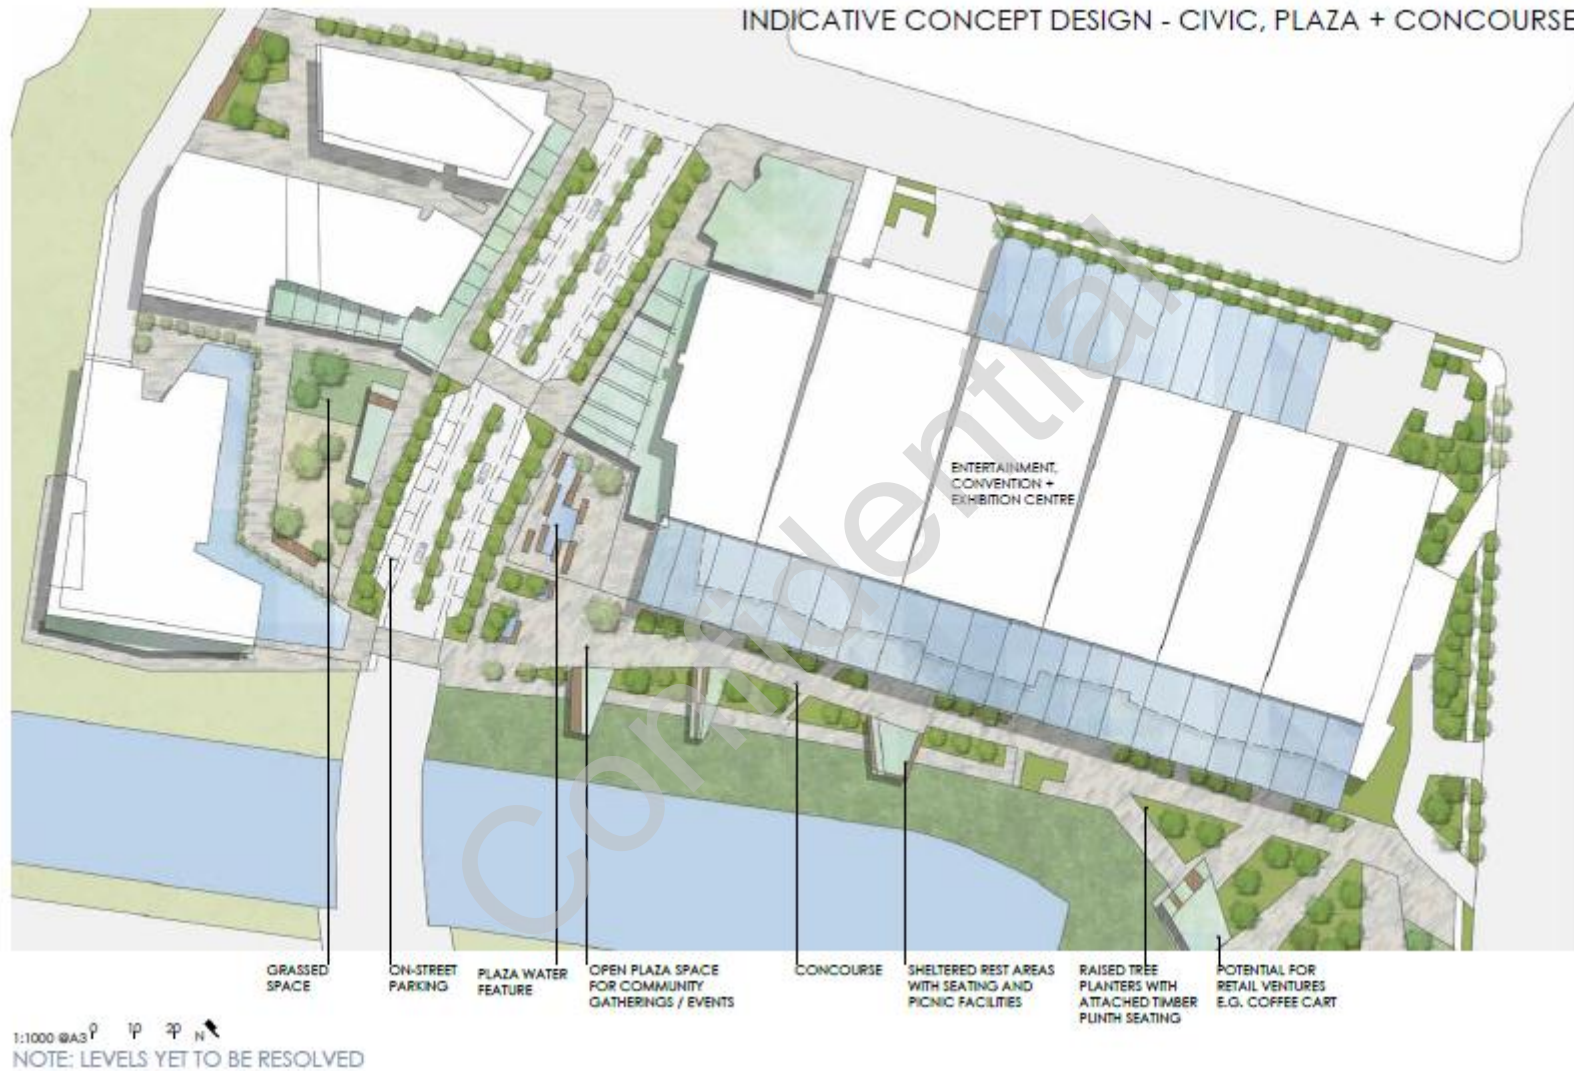 INDICATIVE CONCEPT DESIGN - CIVIC, PLAZA + CONCOURSE
ENTERTAINMENT,
CONVENTION +
EXHIBITION CENTRE
Confidential
GRASSED
SPACE
ON-STREET
PARKING
PLAZA WATER
FEATURE
OPEN PLAZA SPACE
FOR COMMUNITY
GATHERINGS / EVENTS
CONCOURSE
SHELTERED REST AREAS
WITH SEATING AND
PICNIC FACILITIES
RAISED TREE
PLANTERS WITH
ATTACHED TIMBER
PLINTH SEATING
POTENTIAL FOR
RETAIL VENTURES
E.G. COFFEE CART
1:1000 @A3 0 10 20 N
NOTE: LEVELS YET TO BE RESOLVED